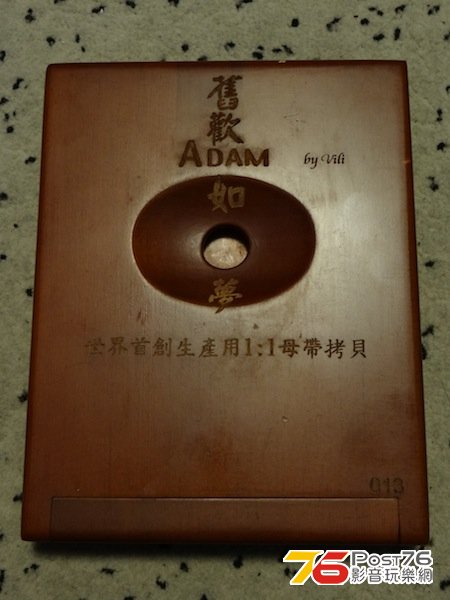 舊歡
ADAM by Vili
如
夢
世界首創生產用1:1母帶拷貝
013
76 POST76
影音玩樂網